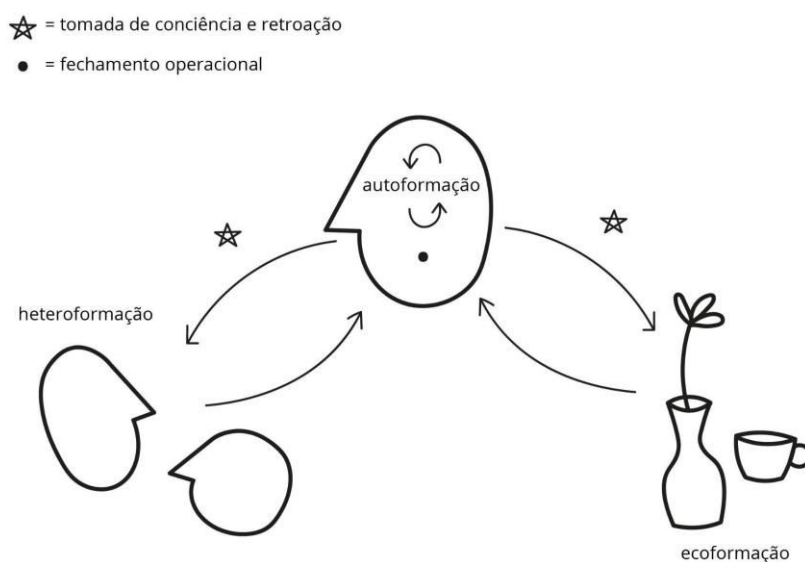 = tomada de conciência e retroação
= fechamento operacional
autoformação
heteroformação
ecoformação